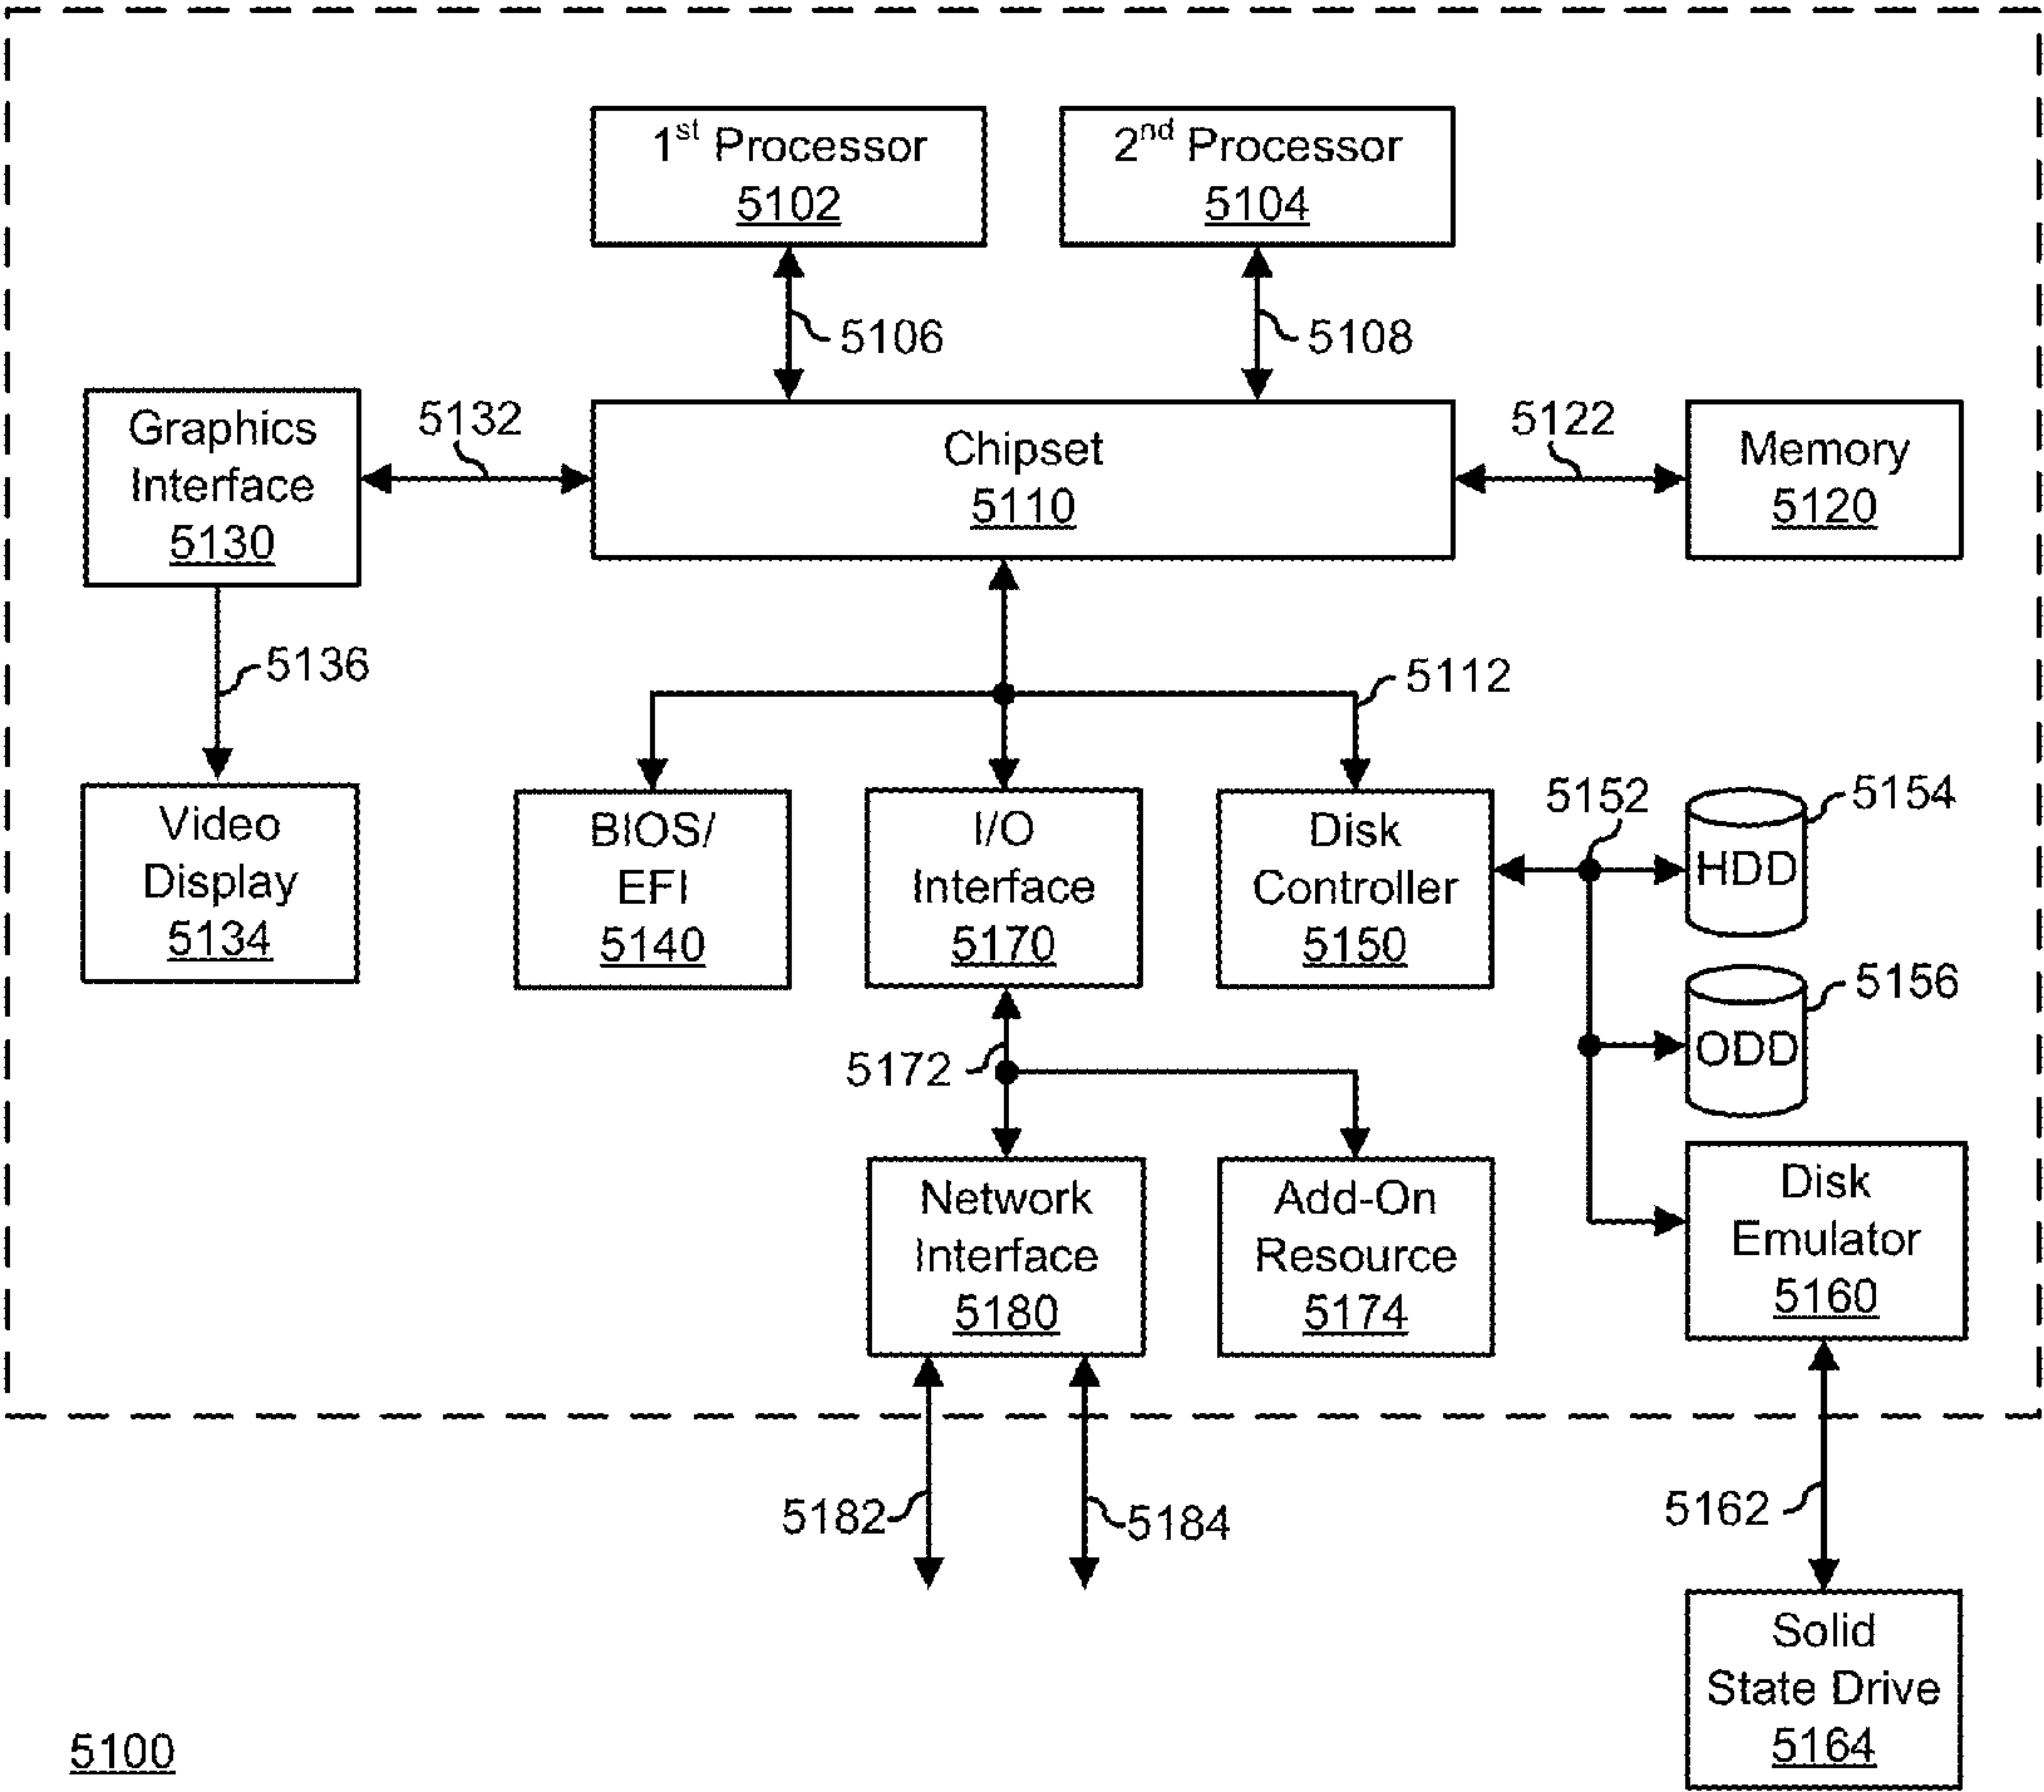 1st Processor
5102
2nd Processor
5104
5106
5108
Graphics
Interface
5130
5132
Chipset
5110
5122
Memory
5120
5136
5112
Video
Display
5134
BIOS/
EFI
5140
I/O
Interface
5170
Disk
Controller
5150
5152
HDD
5154
ODD
5156
5172
Network
Interface
5180
Add-On
Resource
5174
Disk
Emulator
5160
5182
5184
5162
Solid
State Drive
5164
5100